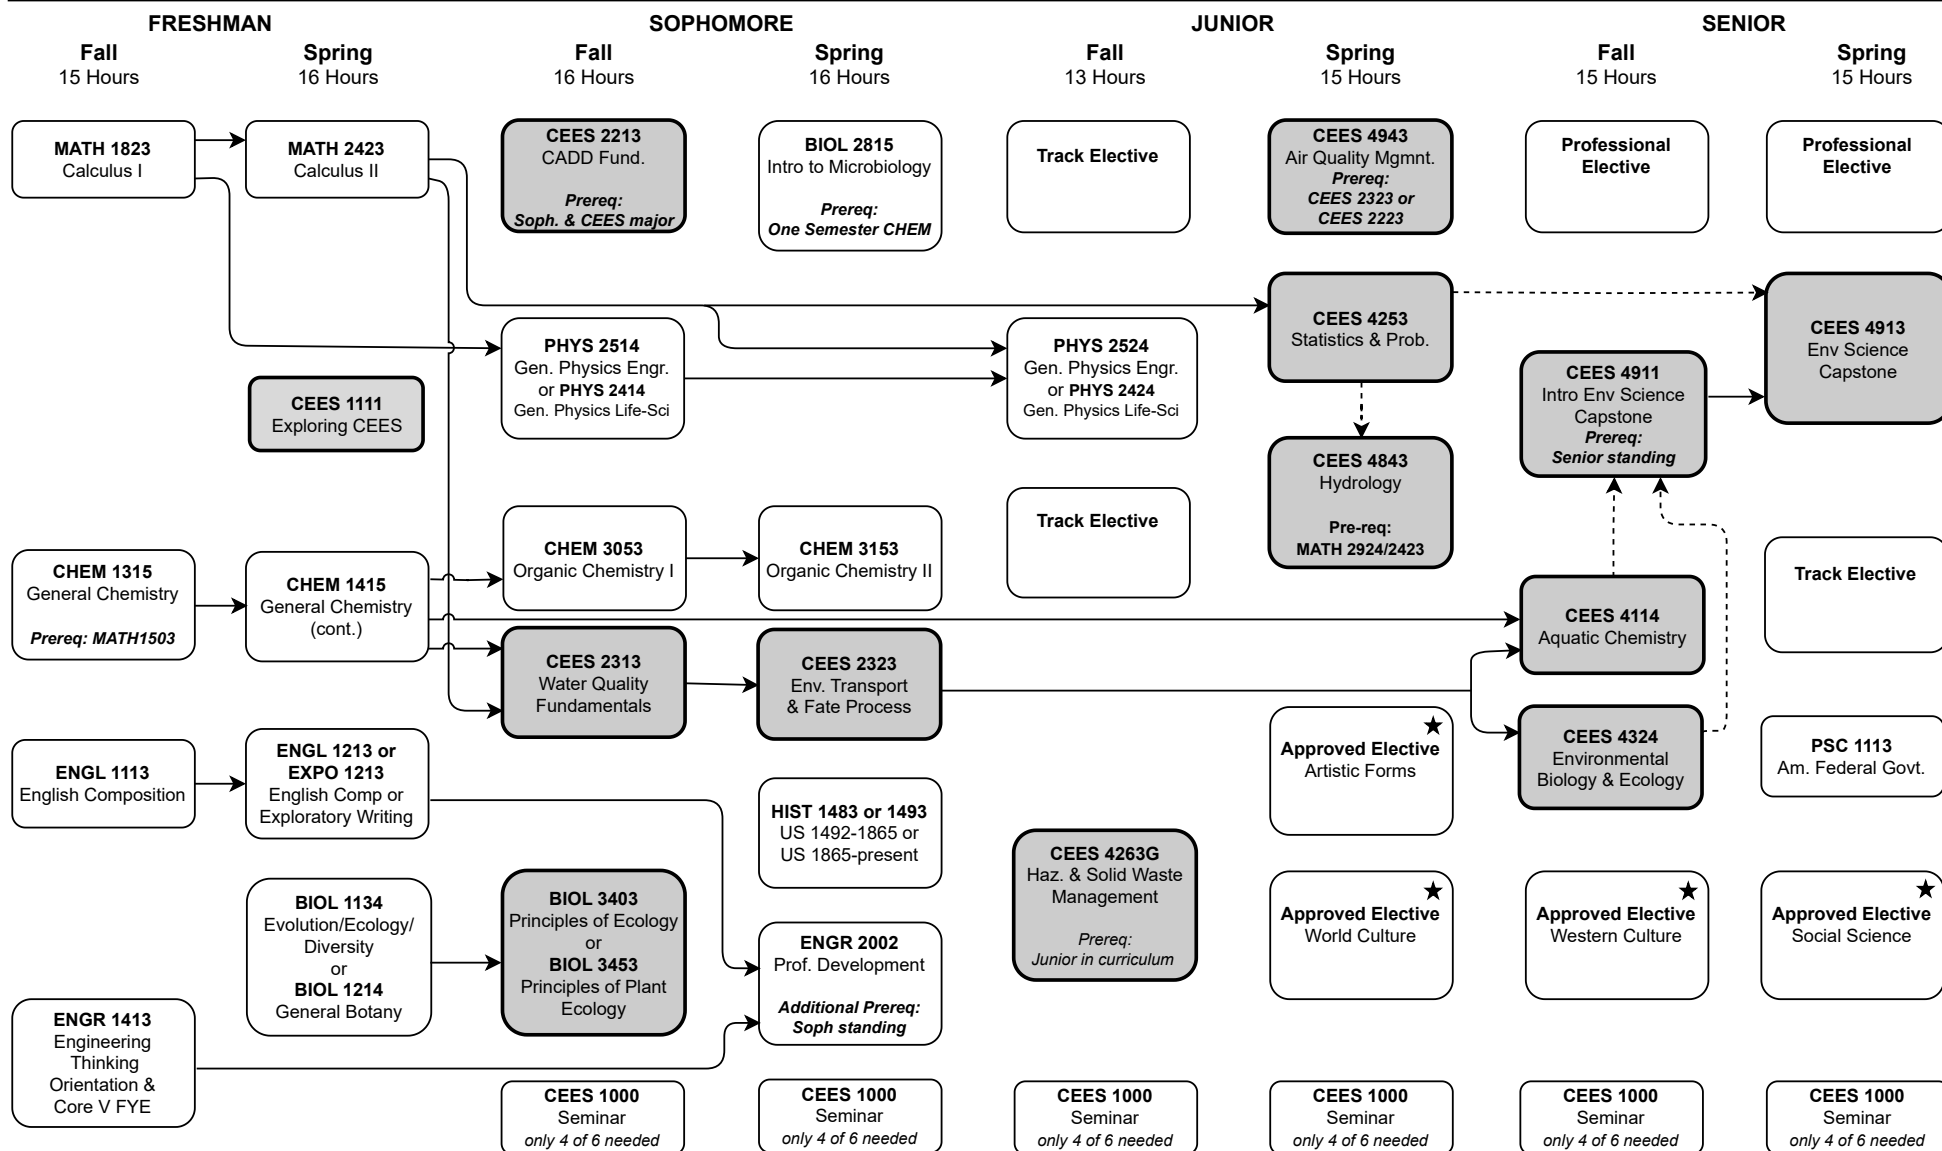 FRESHMAN
SOPHOMORE
JUNIOR
SENIOR
Fall
15 Hours
Spring
16 Hours
Fall
16 Hours
Spring
16 Hours
Fall
13 Hours
Spring
15 Hours
Fall
15 Hours
Spring
15 Hours
MATH 1823
Calculus I
CHEM 1315
General Chemistry
Prereq: MATH1503
ENGL 1113
English Composition
ENGR 1413
Engineering
Thinking
Orientation &
Core V FYE
MATH 2423
Calculus II
CEES 1111
Exploring CEES
CHEM 1415
General Chemistry
(cont.)
ENGL 1213 or
EXPO 1213
English Comp or
Exploratory Writing
BIOL 1134
Evolution/Ecology/
Diversity
or
BIOL 1214
General Botany
CEES 2213
CADD Fund.
Prereq:
Soph. & CEES major
PHYS 2514
Gen. Physics Engr.
or PHYS 2414
Gen. Physics Life-Sci
CHEM 3053
Organic Chemistry I
CEES 2313
Water Quality
Fundamentals
BIOL 3403
Principles of Ecology
or
BIOL 3453
Principles of Plant
Ecology
CEES 1000
Seminar
only 4 of 6 needed
BIOL 2815
Intro to Microbiology
Prereq:
One Semester CHEM
CHEM 3153
Organic Chemistry II
CEES 2323
Env. Transport
& Fate Process
HIST 1483 or 1493
US 1492-1865 or
US 1865-present
ENGR 2002
Prof. Development
Additional Prereq:
Soph standing
CEES 1000
Seminar
only 4 of 6 needed
Track Elective
PHYS 2524
Gen. Physics Engr.
or PHYS 2424
Gen. Physics Life-Sci
Track Elective
CEES 4263G
Haz. & Solid Waste
Management
Prereq:
Junior in curriculum
CEES 1000
Seminar
only 4 of 6 needed
CEES 4943
Air Quality Mgmnt.
Prereq:
CEES 2323 or
CEES 2223
CEES 4253
Statistics & Prob.
CEES 4843
Hydrology
Pre-req:
MATH 2924/2423
Approved Elective
Artistic Forms
Approved Elective
World Culture
CEES 1000
Seminar
only 4 of 6 needed
Professional
Elective
CEES 4911
Intro Env Science
Capstone
Prereq:
Senior standing
CEES 4114
Aquatic Chemistry
CEES 4324
Environmental
Biology & Ecology
Approved Elective
Western Culture
CEES 1000
Seminar
only 4 of 6 needed
Professional
Elective
CEES 4913
Env Science
Capstone
Track Elective
PSC 1113
Am. Federal Govt.
Approved Elective
Social Science
CEES 1000
Seminar
only 4 of 6 needed